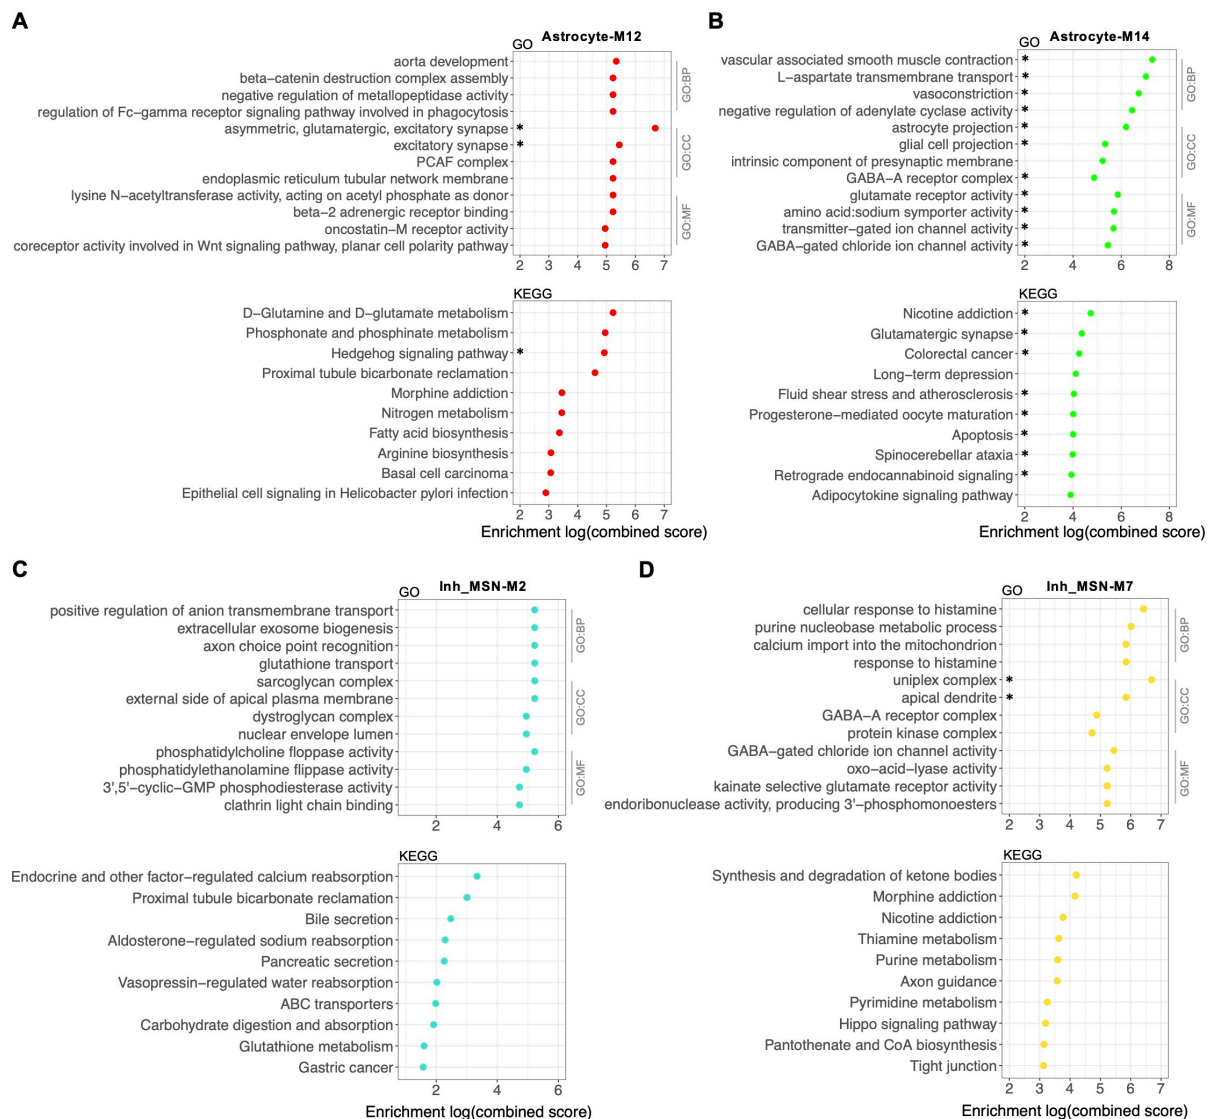 A
Astrocyte-M12
GO
aorta development
beta−catenin destruction complex assembly
negative regulation of metallopeptidase activity
regulation of Fc−gamma receptor signaling pathway involved in phagocytosis
asymmetric, glutamatergic, excitatory synapse *
excitatory synapse *
PCAF complex
endoplasmic reticulum tubular network membrane
lysine N−acetyltransferase activity, acting on acetyl phosphate as donor
beta−2 adrenergic receptor binding
oncostatin−M receptor activity
coreceptor activity involved in Wnt signaling pathway, planar cell polarity pathway
GO:BP
GO:CC
GO:MF
2 3 4 5 6 7
KEGG
D−Glutamine and D−glutamate metabolism
Phosphonate and phosphinate metabolism
Hedgehog signaling pathway *
Proximal tubule bicarbonate reclamation
Morphine addiction
Nitrogen metabolism
Fatty acid biosynthesis
Arginine biosynthesis
Basal cell carcinoma
Epithelial cell signaling in Helicobacter pylori infection
2 3 4 5 6 7
Enrichment log(combined score)
B
Astrocyte-M14
GO
vascular associated smooth muscle contraction *
L−aspartate transmembrane transport *
vasoconstriction *
negative regulation of adenylate cyclase activity *
astrocyte projection *
glial cell projection *
intrinsic component of presynaptic membrane
GABA−A receptor complex *
glutamate receptor activity *
amino acid:sodium symporter activity *
transmitter−gated ion channel activity *
GABA−gated chloride ion channel activity *
GO:BP
GO:CC
GO:MF
2 4 6 8
KEGG
Nicotine addiction *
Glutamatergic synapse *
Colorectal cancer *
Long−term depression
Fluid shear stress and atherosclerosis *
Progesterone−mediated oocyte maturation *
Apoptosis *
Spinocerebellar ataxia *
Retrograde endocannabinoid signaling *
Adipocytokine signaling pathway
2 4 6 8
Enrichment log(combined score)
C
Inh_MSN-M2
GO
positive regulation of anion transmembrane transport
extracellular exosome biogenesis
axon choice point recognition
glutathione transport
sarcoglycan complex
external side of apical plasma membrane
dystroglycan complex
nuclear envelope lumen
phosphatidylcholine floppase activity
phosphatidylethanolamine flippase activity
3',5'−cyclic−GMP phosphodiesterase activity
clathrin light chain binding
GO:BP
GO:CC
GO:MF
2 4 6
KEGG
Endocrine and other factor−regulated calcium reabsorption
Proximal tubule bicarbonate reclamation
Bile secretion
Aldosterone−regulated sodium reabsorption
Pancreatic secretion
Vasopressin−regulated water reabsorption
ABC transporters
Carbohydrate digestion and absorption
Glutathione metabolism
Gastric cancer
2 4 6
Enrichment log(combined score)
D
Inh_MSN-M7
GO
cellular response to histamine
purine nucleobase metabolic process
calcium import into the mitochondrion
response to histamine
uniplex complex *
apical dendrite *
GABA−A receptor complex
protein kinase complex
GABA−gated chloride ion channel activity
oxo−acid−lyase activity
kainate selective glutamate receptor activity
endoribonuclease activity, producing 3'−phosphomonoesters
GO:BP
GO:CC
GO:MF
2 3 4 5 6 7
KEGG
Synthesis and degradation of ketone bodies
Morphine addiction
Nicotine addiction
Thiamine metabolism
Purine metabolism
Axon guidance
Pyrimidine metabolism
Hippo signaling pathway
Pantothenate and CoA biosynthesis
Tight junction
2 3 4 5 6 7
Enrichment log(combined score)